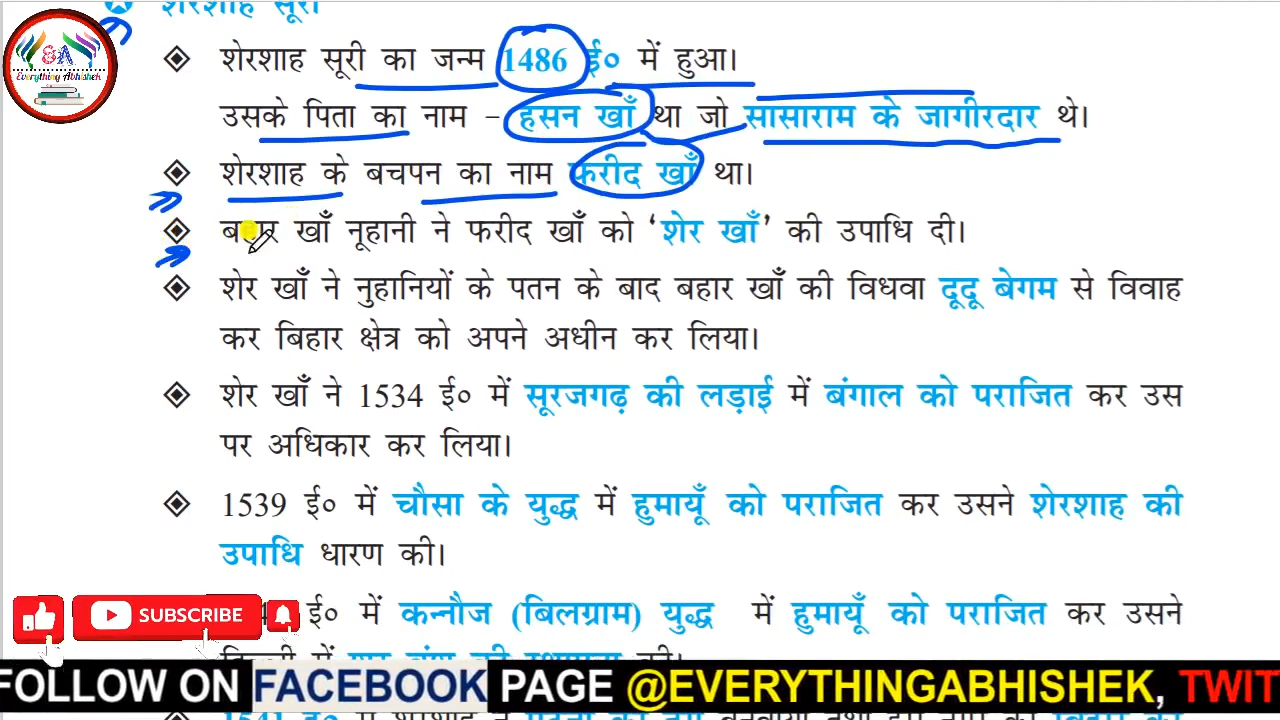 शेरशाह सूरी
&A
Everything Abhishek
शेरशाह सूरी का जन्म 1486 ई० में हुआ।
उसके पिता का नाम – हसन खाँ था जो सासाराम के जागीरदार थे।
शेरशाह के बचपन का नाम फरीद खाँ था।
बहार खाँ नूहानी ने फरीद खाँ को ‘शेर खाँ’ की उपाधि दी।
शेर खाँ ने नुहानियों के पतन के बाद बहार खाँ की विधवा दूदू बेगम से विवाह
कर बिहार क्षेत्र को अपने अधीन कर लिया।
शेर खाँ ने 1534 ई० में सूरजगढ़ की लड़ाई में बंगाल को पराजित कर उस
पर अधिकार कर लिया।
1539 ई० में चौसा के युद्ध में हुमायूँ को पराजित कर उसने शेरशाह की
उपाधि धारण की।
ई० में कन्नौज (बिलग्राम) युद्ध में हुमायूँ को पराजित कर उसने
SUBSCRIBE
FOLLOW ON FACEBOOK PAGE @EVERYTHINGABHISHEK, TWIT